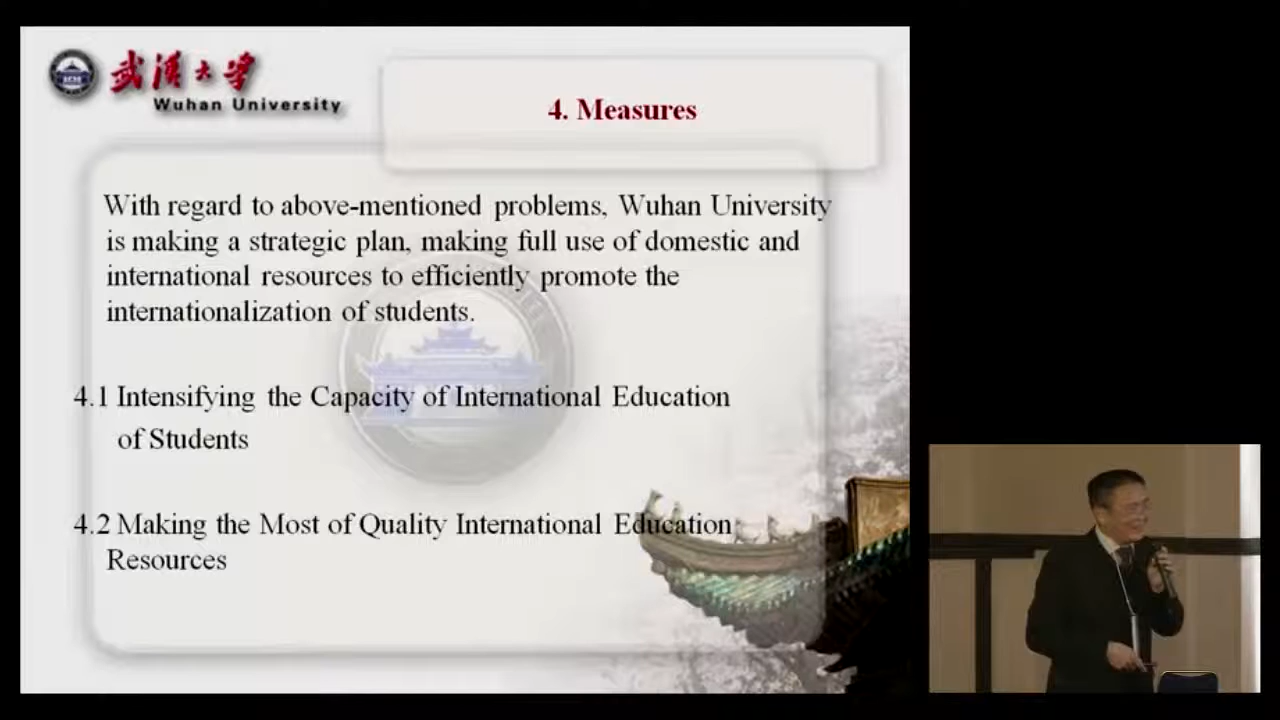 武漢大学
Wuhan University
4. Measures
With regard to above-mentioned problems, Wuhan University
is making a strategic plan, making full use of domestic and
international resources to efficiently promote the
internationalization of students.
4.1 Intensifying the Capacity of International Education
of Students
4.2 Making the Most of Quality International Education
Resources